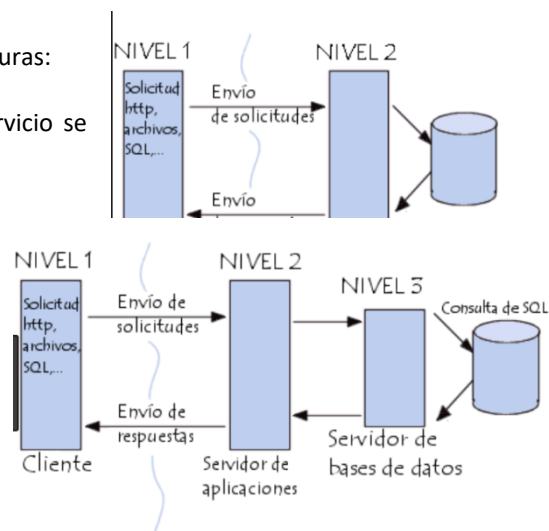 uras:
rvicio se
NIVEL 1
NIVEL 2
Solicitud
http,
archivos,
SQL,...
Envío
de solicitudes
Envío
NIVEL 1
NIVEL 2
NIVEL 3
Solicitud
http,
archivos,
SQL,...
Envío de
solicitudes
Consulta de SQL
Envío de
respuestas
Cliente
Servidor de
aplicaciones
Servidor de
bases de datos